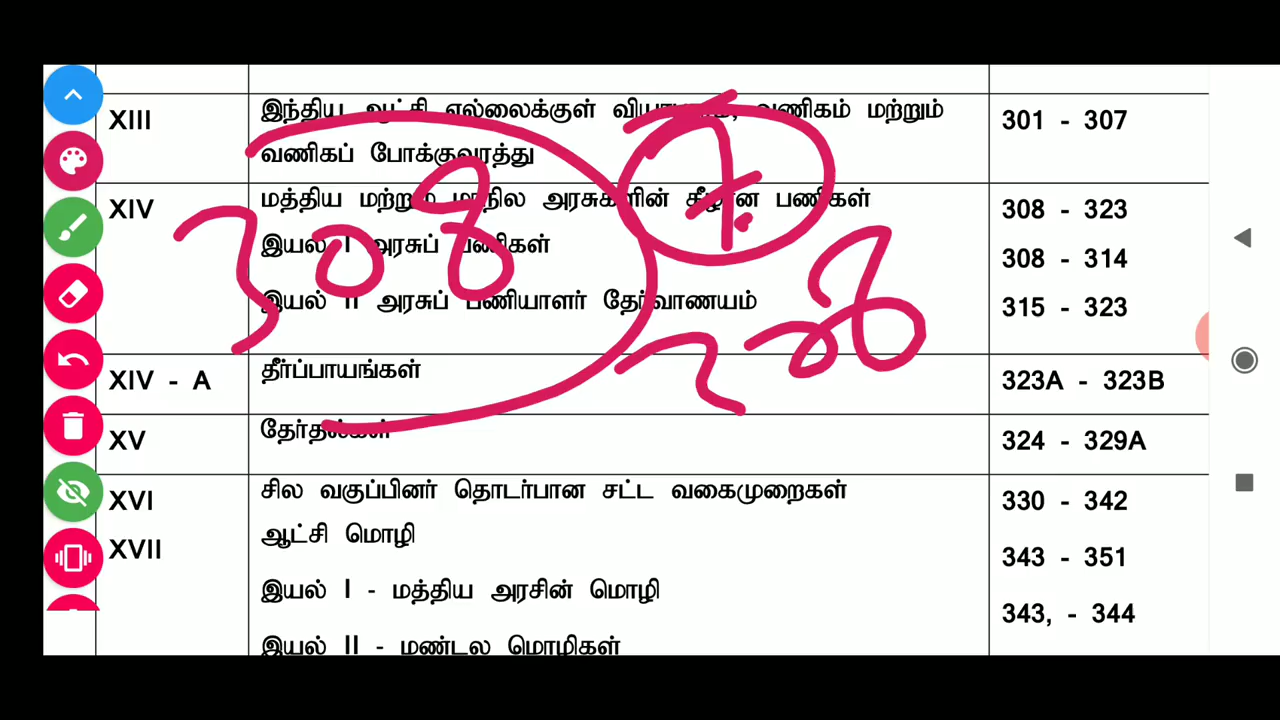 XIII இந்திய ஆட்சி எல்லைக்குள் வியாபாரம், வணிகம் மற்றும் 301 - 307
வணிகப் போக்குவரத்து
XIV மத்திய மற்றும் மாநில அரசுகளின் கீழான பணிகள் 308 - 323
இயல் I அரசுப் பணிகள் 308 - 314
இயல் II அரசுப் பணியாளர் தேர்வாணயம் 315 - 323
308
XIV - A தீர்ப்பாயங்கள் 323A - 323B
XV தேர்தல்கள் 324 - 329A
XVI சில வகுப்பினர் தொடர்பான சட்ட வகைமுறைகள் 330 - 342
XVII ஆட்சி மொழி 343 - 351
இயல் I - மத்திய அரசின் மொழி 343, - 344
இயல் II - மண்டல மொழிகள்